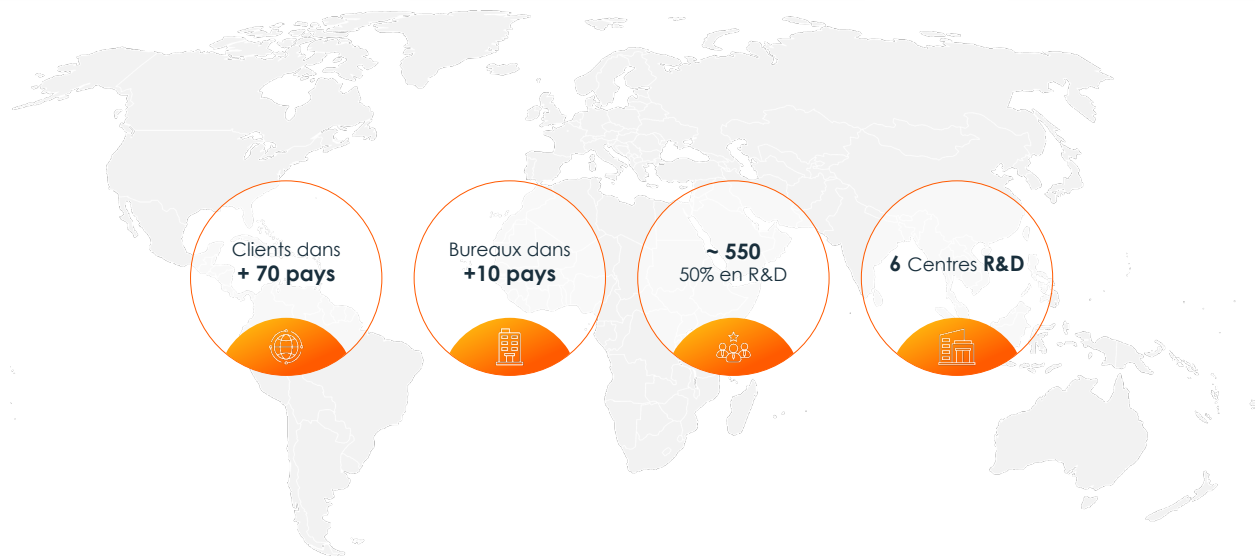 Clients dans
+ 70 pays
Bureaux dans
+10 pays
~ 550
50% en R&D
6 Centres R&D